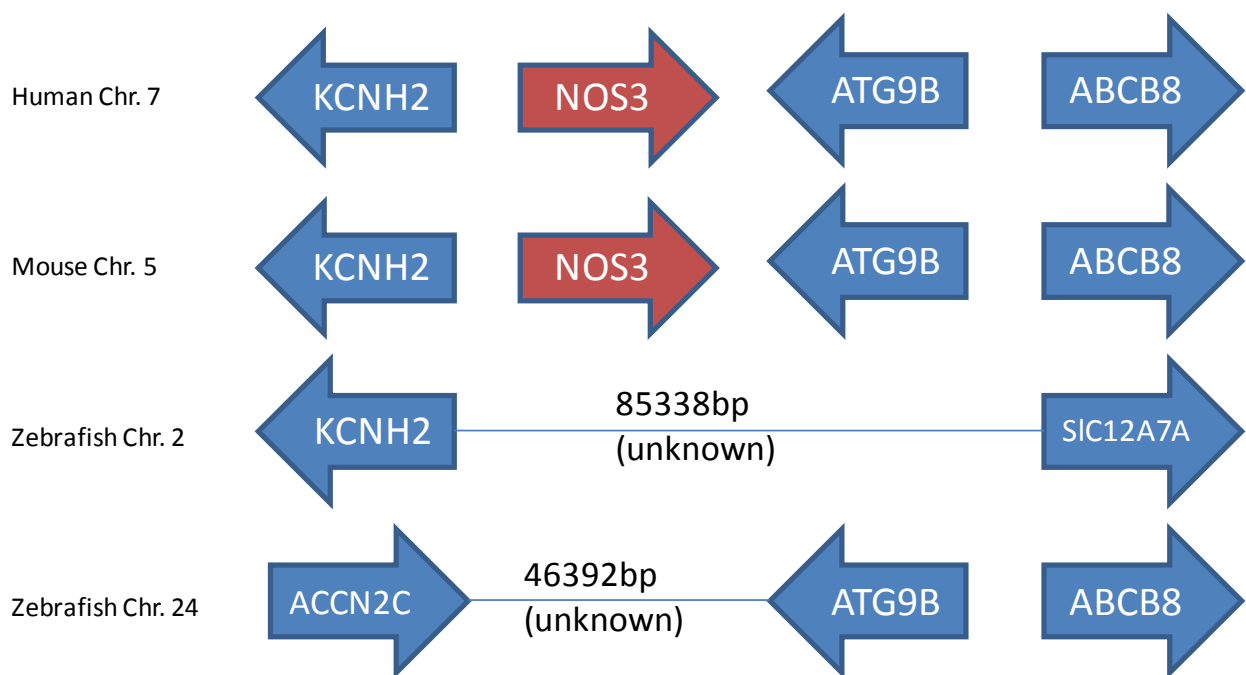 Human Chr. 7
KCNH2
NOS3
ATG9B
ABCB8
Mouse Chr. 5
KCNH2
NOS3
ATG9B
ABCB8
Zebrafish Chr. 2
KCNH2
85338bp
(unknown)
SlC12A7A
Zebrafish Chr. 24
ACCN2C
46392bp
(unknown)
ATG9B
ABCB8